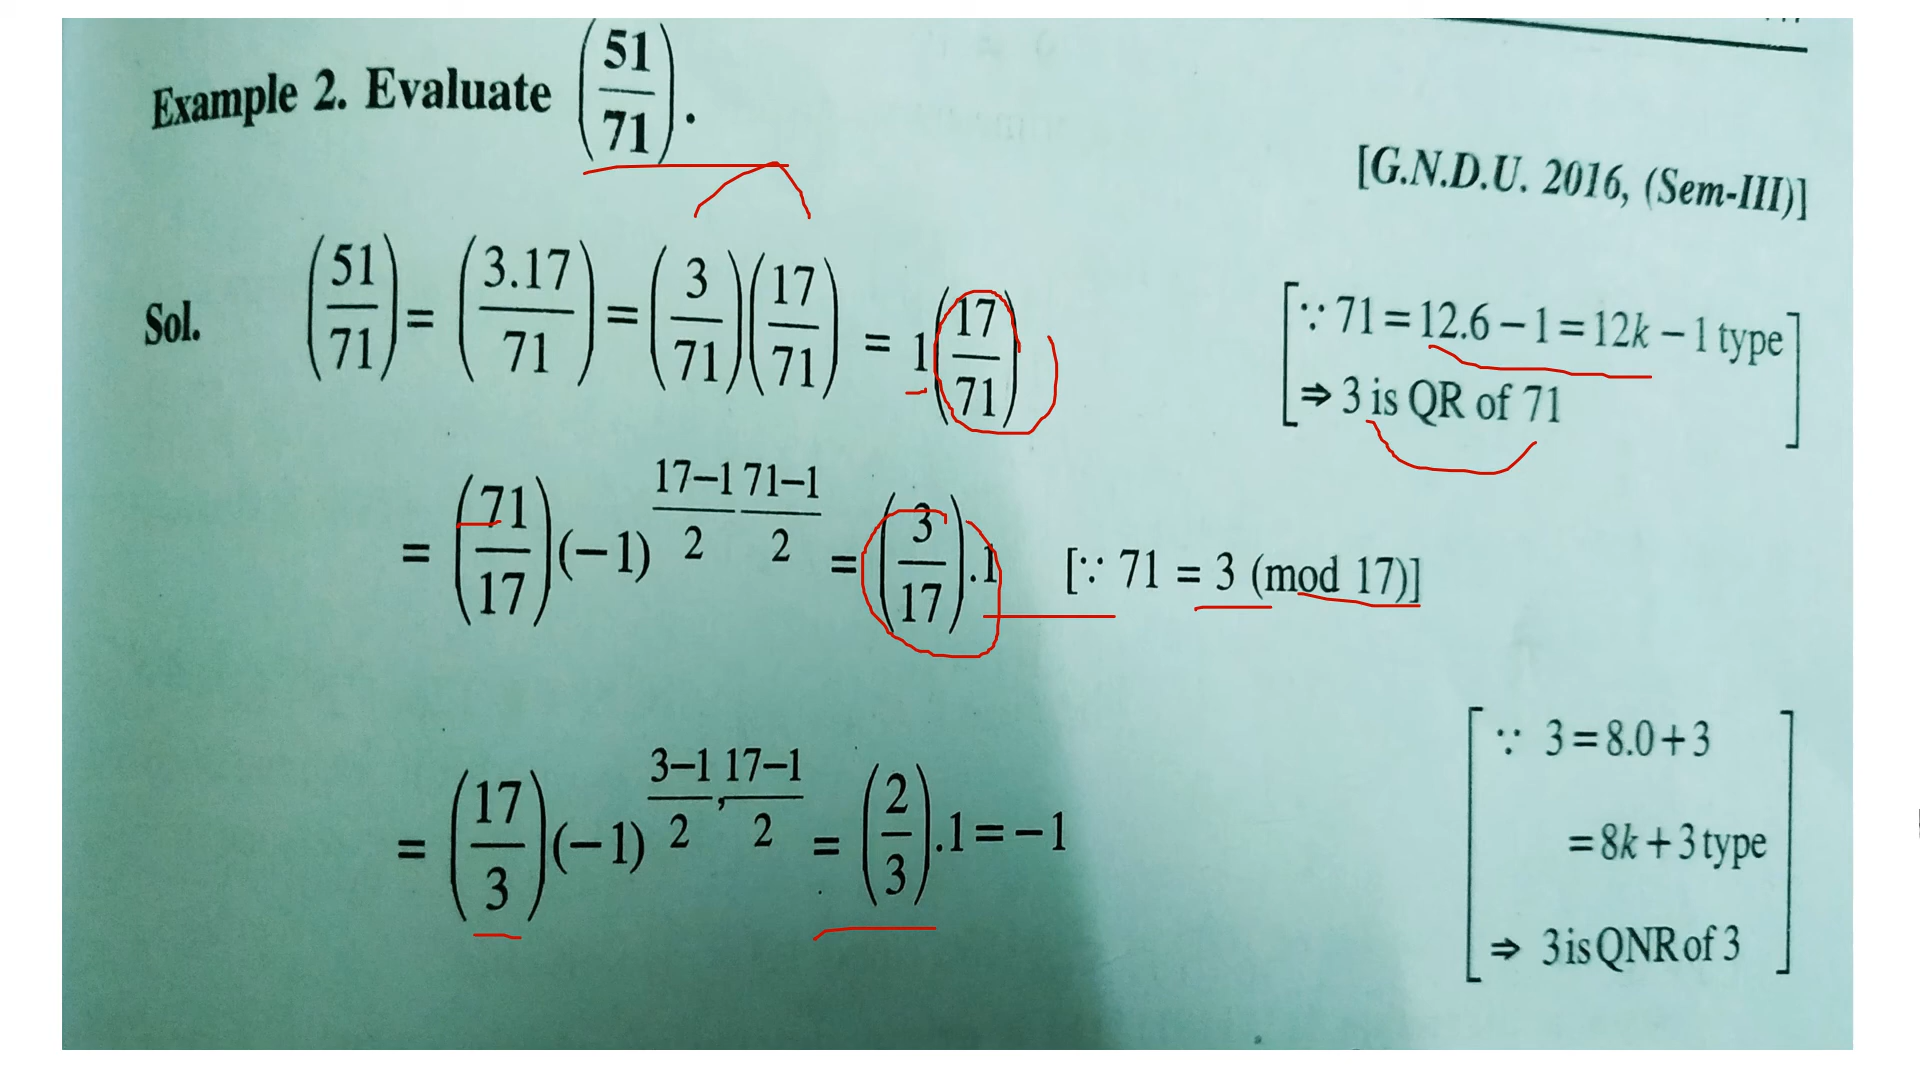 Example 2. Evaluate (51/71).
[G.N.D.U. 2016, (Sem-III)]
Sol. (51/71) = (3.17/71) = (3/71)(17/71) = 1(17/71) [∵ 71 = 12.6 − 1 = 12k − 1 type
⇒ 3 is QR of 71]
= (71/17)(−1)^{17−1/2 71−1/2} = (3/17).1 [∵ 71 = 3 (mod 17)]
= (17/3)(−1)^{3−1/2 . 17−1/2} = (2/3).1 = −1
[∵ 3 = 8.0 + 3
= 8k + 3 type
⇒ 3 is QNR of 3]